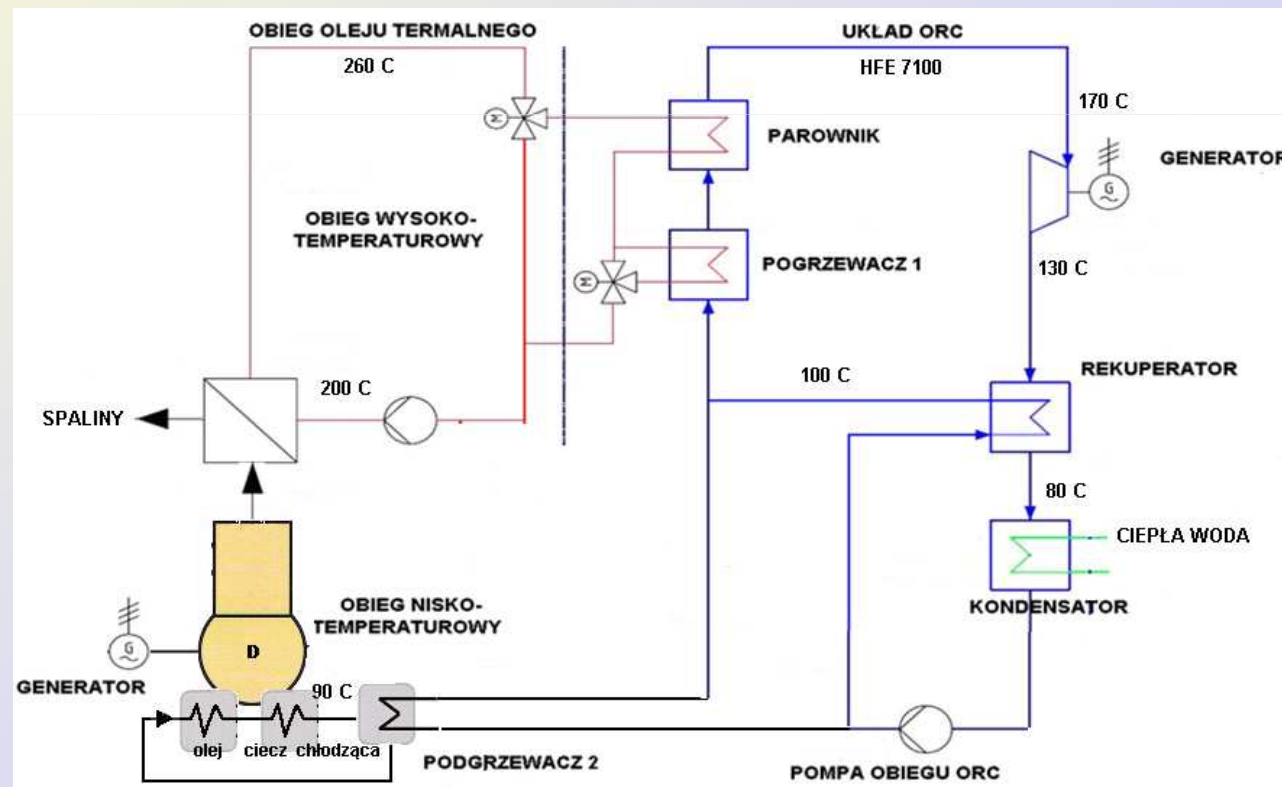 OBIEG OLEJU TERMALNEGO
UKŁAD ORC
260 C
HFE 7100
170 C
M
PAROWNIK
GENERATOR
G
OBIEG WYSOKO-
TEMPERATUROWY
POGRZEWACZ 1
M
130 C
REKUPERATOR
200 C
100 C
SPALINY
80 C
CIEPŁA WODA
KONDENSATOR
OBIEG NISKO-
TEMPERATUROWY
G
D
GENERATOR
90 C
olej
ciecz chłodząca
PODGRZEWACZ 2
POMPA OBIEGU ORC